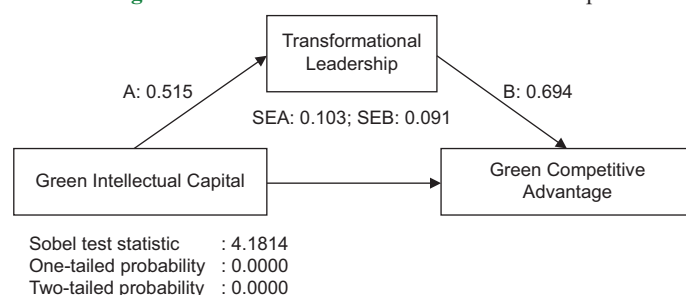 Transformational
Leadership
A: 0.515
B: 0.694
SEA: 0.103; SEB: 0.091
Green Intellectual Capital
Green Competitive
Advantage
Sobel test statistic : 4.1814
One-tailed probability : 0.0000
Two-tailed probability : 0.0000